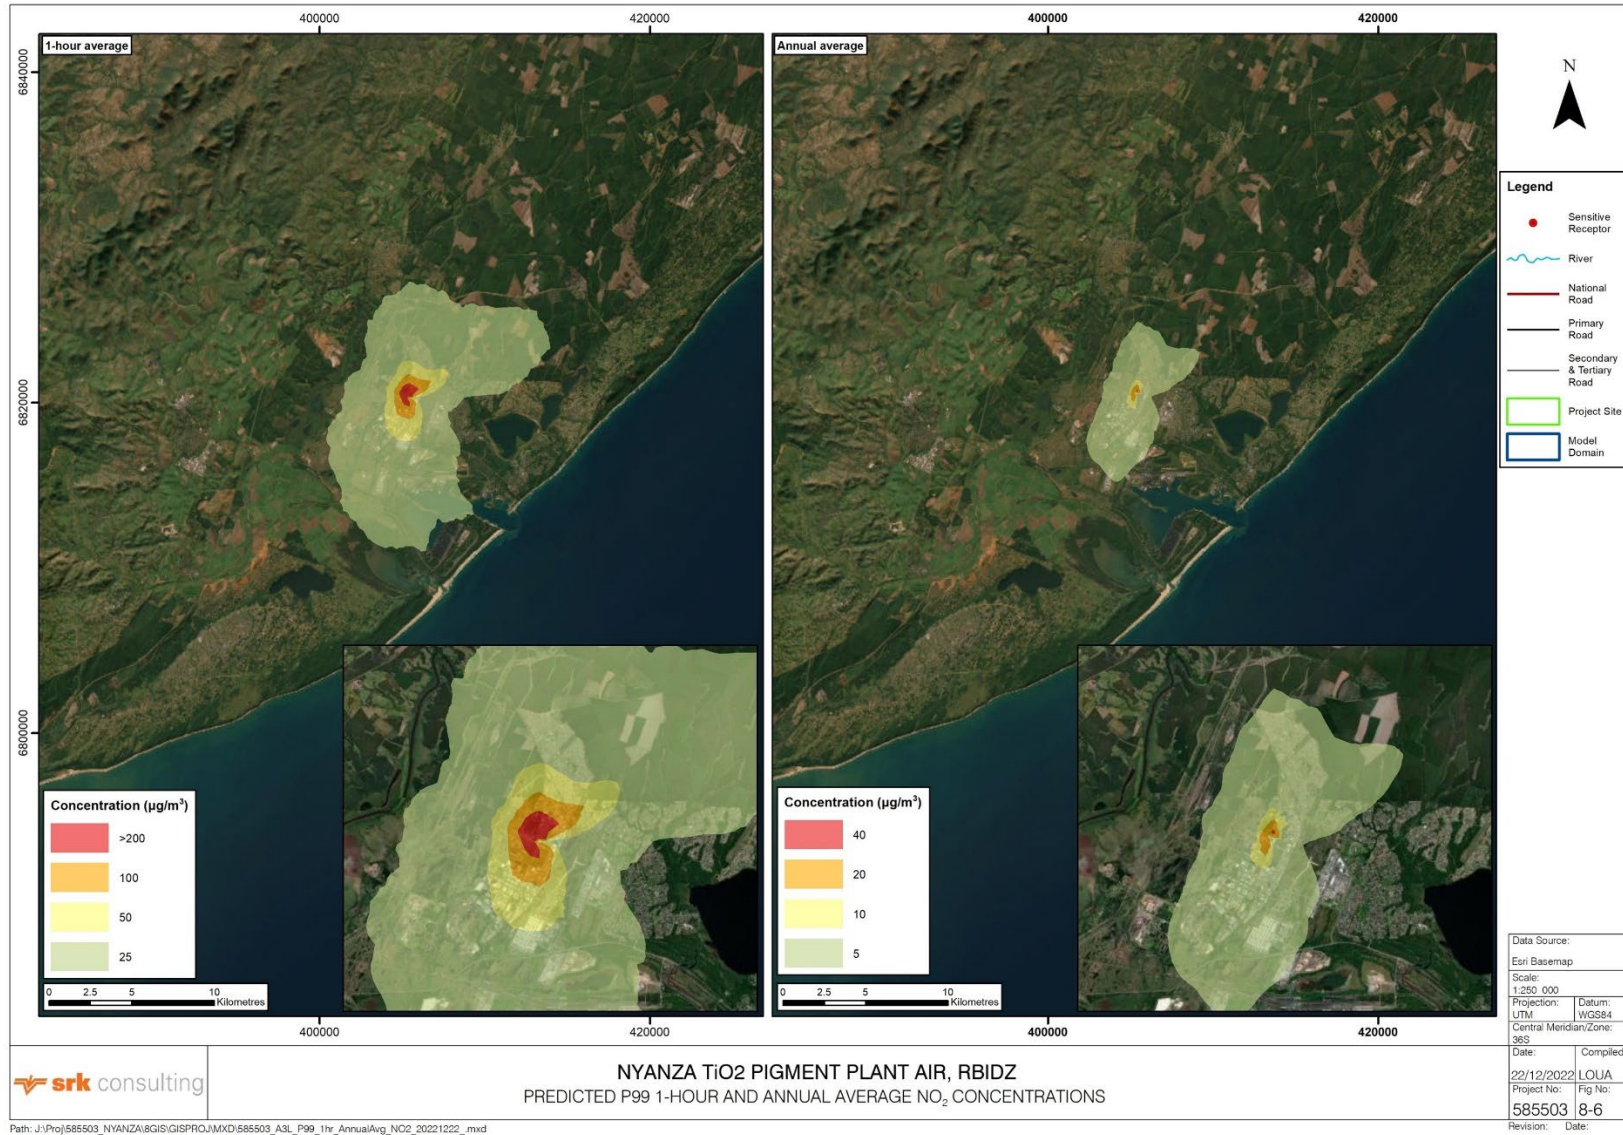 400000
420000
400000
420000
6840000
6820000
6800000
1-hour average
Annual average
N
Legend
Sensitive
Receptor
River
National
Road
Primary
Road
Secondary
& Tertiary
Road
Project Site
Model
Domain
Concentration (µg/m³)
>200
100
50
25
0 2.5 5 10
Kilometres
Concentration (µg/m³)
40
20
10
5
0 2.5 5 10
Kilometres
400000
420000
400000
420000
Data Source:
Esri Basemap
Scale:
1:250 000
Projection:
UTM
Datum:
WGS84
Central Meridian/Zone:
36S
Date:
22/12/2022
Compiled
LOUA
Project No:
585503
Fig No:
8-6
Revision: Date:
srk consulting
NYANZA TiO2 PIGMENT PLANT AIR, RBIDZ
PREDICTED P99 1-HOUR AND ANNUAL AVERAGE NO₂ CONCENTRATIONS
Path: J:\Proj\585503_NYANZA\8GIS\GISPROJ\MXD\585503_A3L_P99_1hr_AnnualAvg_NO2_20221222_.mxd